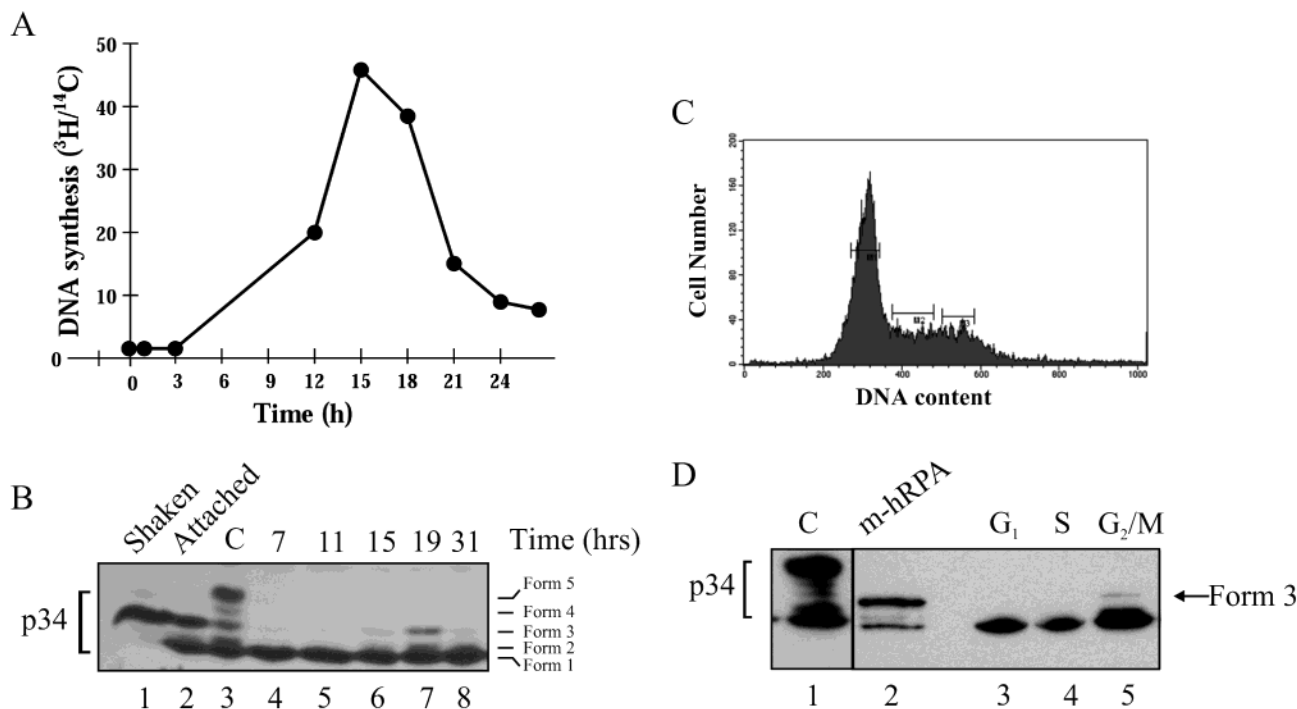 A
DNA synthesis (³H/¹⁴C)
50
40
30
20
10
0
0 3 6 9 12 15 18 21 24
Time (h)
B
Shaken Attached C 7 11 15 19 31 Time (hrs)
p34
Form 5
Form 4
Form 3
Form 2
Form 1
1 2 3 4 5 6 7 8
C
Cell Number
200
160
120
80
40
0
0 200 400 600 800 1000
DNA content
D
C m-hRPA G₁ S G₂/M
p34
Form 3
1 2 3 4 5